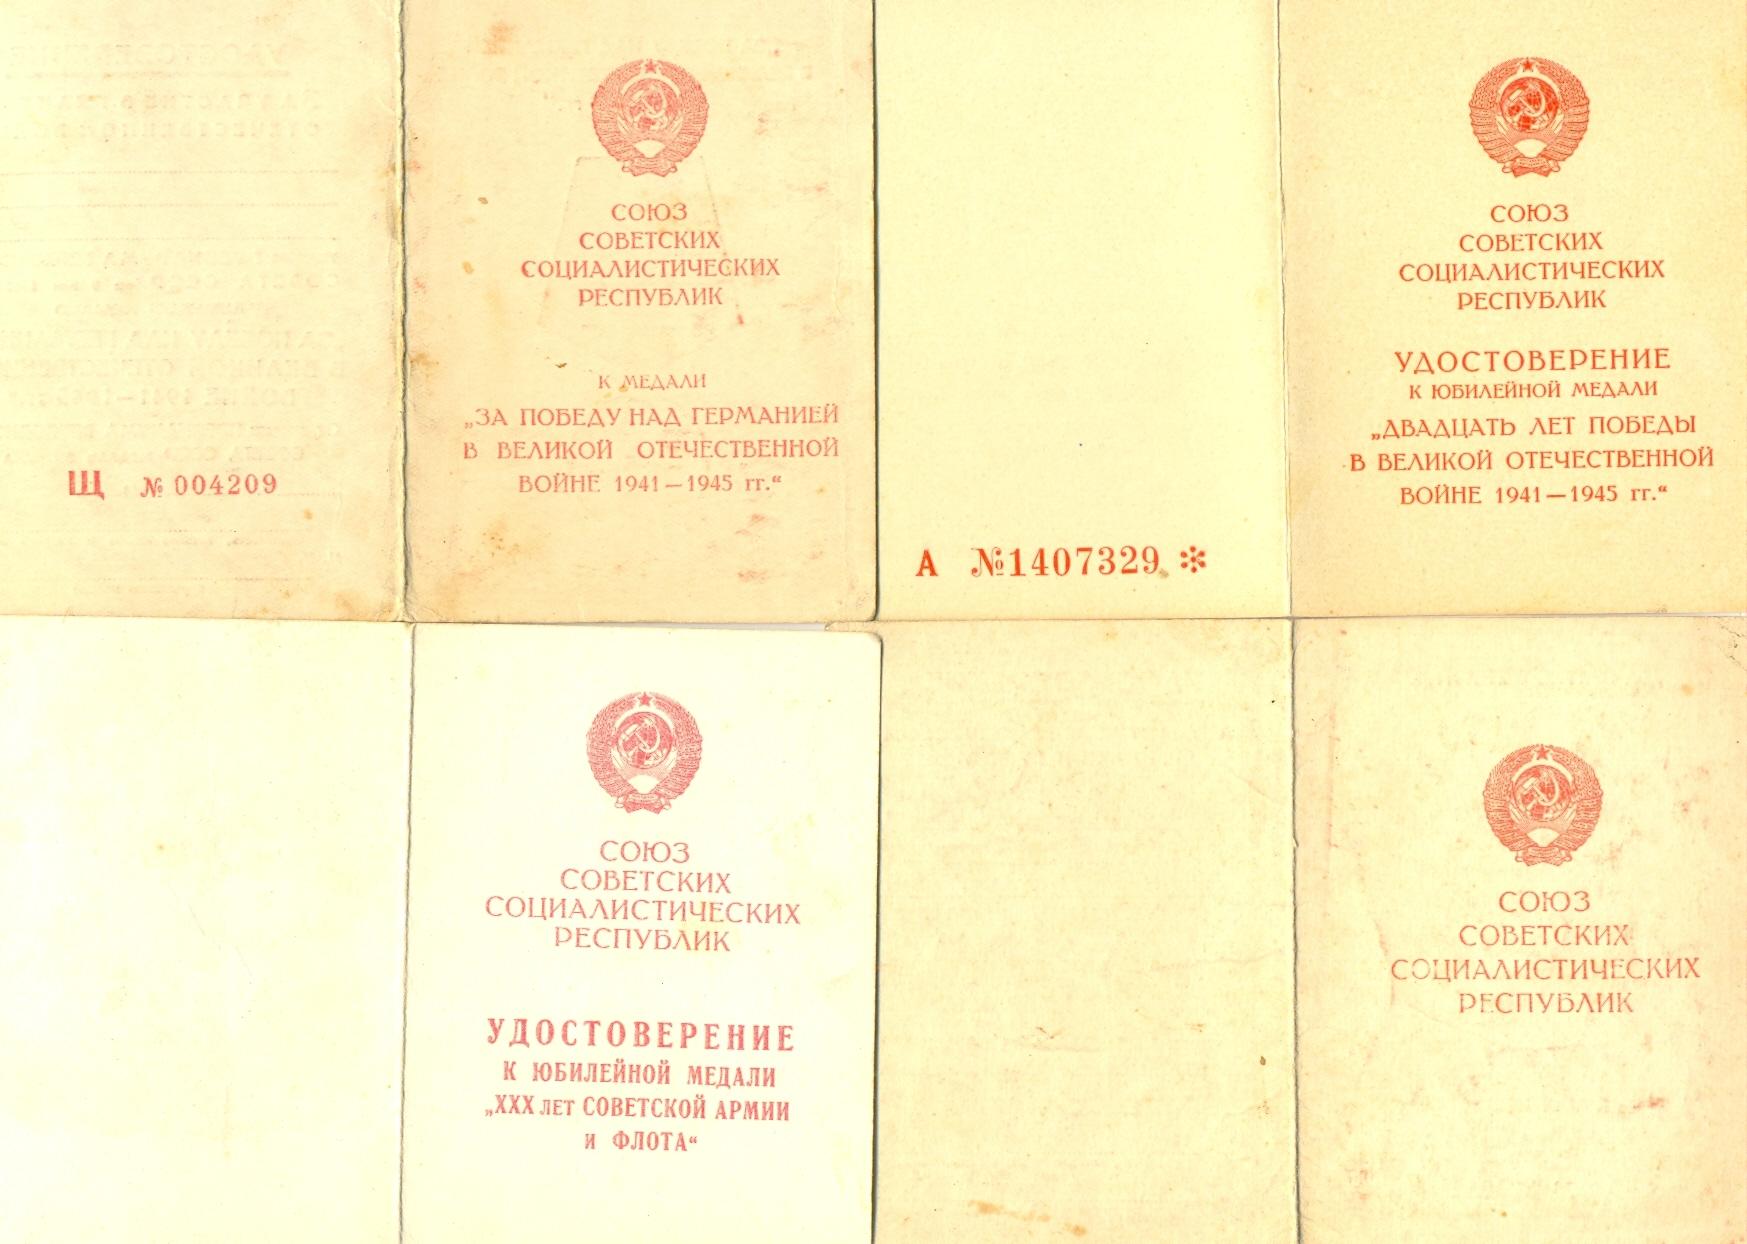 СОЮЗ
СОВЕТСКИХ
СОЦИАЛИСТИЧЕСКИХ
РЕСПУБЛИК
К МЕДАЛИ
„ЗА ПОБЕДУ НАД ГЕРМАНИЕЙ
В ВЕЛИКОЙ ОТЕЧЕСТВЕННОЙ
ВОЙНЕ 1941—1945 гг.“
Щ № 004209
СОЮЗ
СОВЕТСКИХ
СОЦИАЛИСТИЧЕСКИХ
РЕСПУБЛИК
УДОСТОВЕРЕНИЕ
К ЮБИЛЕЙНОЙ МЕДАЛИ
„ДВАДЦАТЬ ЛЕТ ПОБЕДЫ
В ВЕЛИКОЙ ОТЕЧЕСТВЕННОЙ
ВОЙНЕ 1941—1945 гг.“
А №1407329 *
СОЮЗ
СОВЕТСКИХ
СОЦИАЛИСТИЧЕСКИХ
РЕСПУБЛИК
УДОСТОВЕРЕНИЕ
К ЮБИЛЕЙНОЙ МЕДАЛИ
„XXX ЛЕТ СОВЕТСКОЙ АРМИИ
И ФЛОТА“
СОЮЗ
СОВЕТСКИХ
СОЦИАЛИСТИЧЕСКИХ
РЕСПУБЛИК